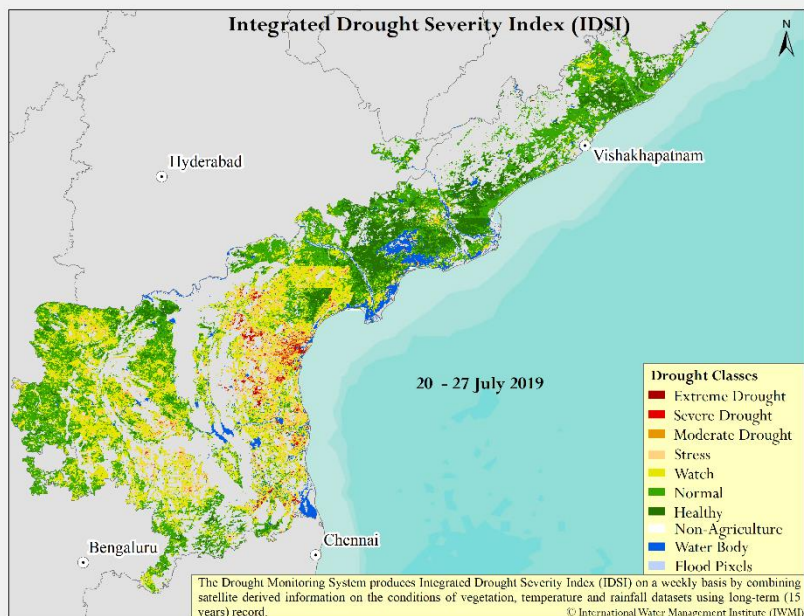 Integrated Drought Severity Index (IDSI)
N
Hyderabad
Vishakhapatnam
20 - 27 July 2019
Drought Classes
Extreme Drought
Severe Drought
Moderate Drought
Stress
Watch
Normal
Healthy
Non-Agriculture
Water Body
Flood Pixels
Bengaluru
Chennai
The Drought Monitoring System produces Integrated Drought Severity Index (IDSI) on a weekly basis by combining
satellite derived information on the conditions of vegetation, temperature and rainfall datasets using long-term (15
years) record.
© International Water Management Institute (IWMI)